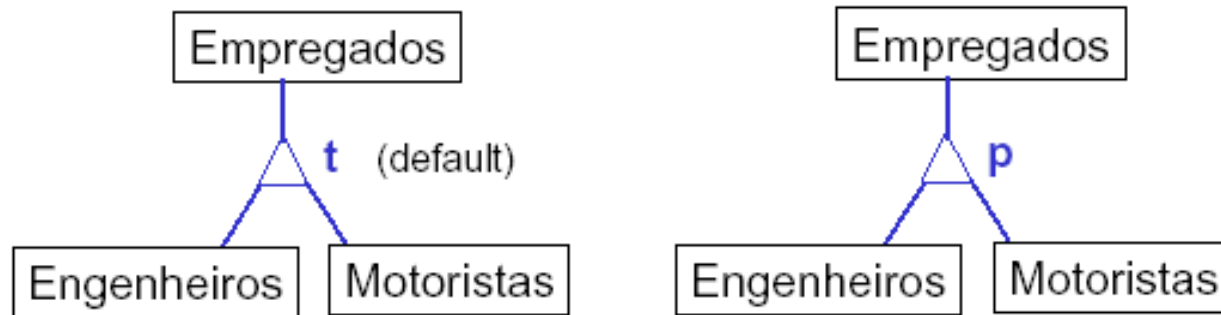 Empregados
t (default)
Engenheiros
Motoristas
Empregados
p
Engenheiros
Motoristas